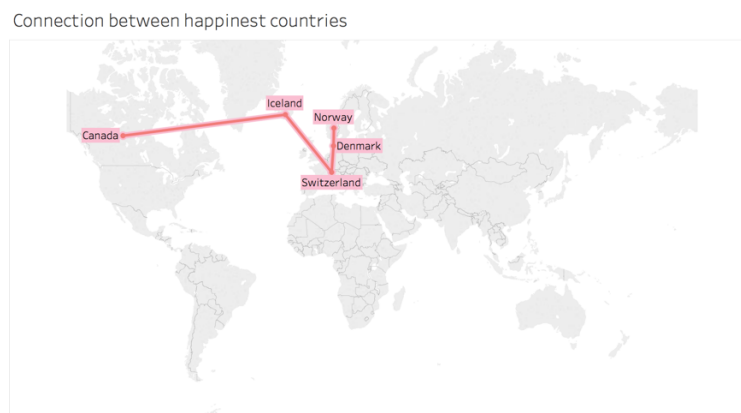 Connection between happinest countries
Iceland
Norway
Canada
Denmark
Switzerland